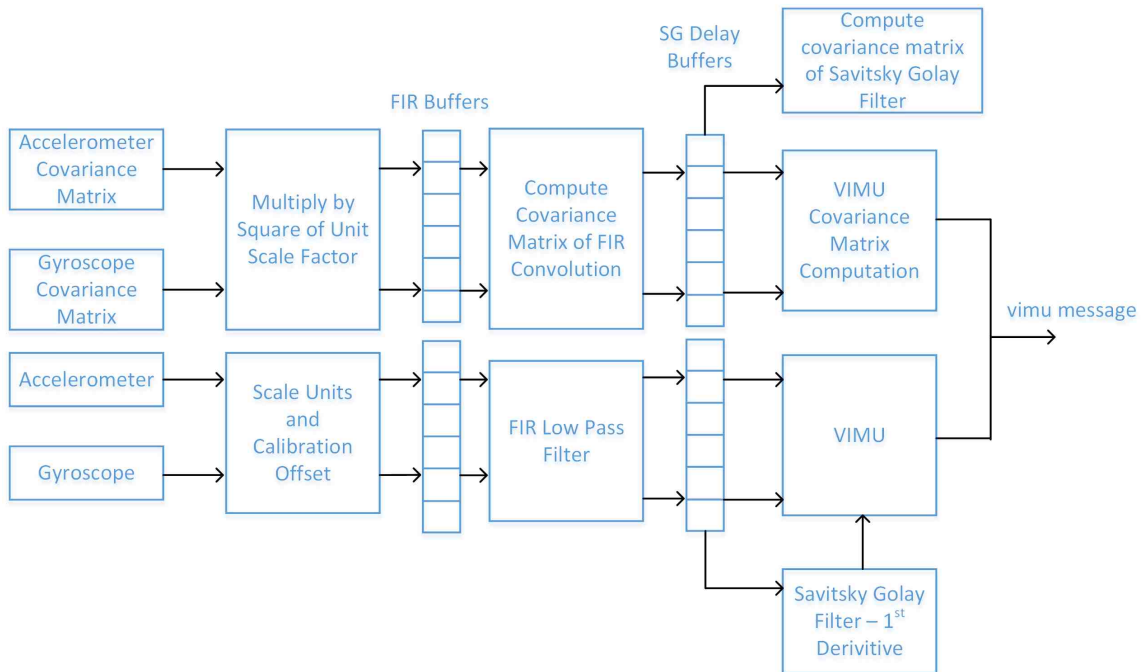 SG Delay
Buffers
Compute
covariance matrix
of Savitsky Golay
Filter
FIR Buffers
Accelerometer
Covariance
Matrix
Multiply by
Square of Unit
Scale Factor
Compute
Covariance
Matrix of FIR
Convolution
VIMU
Covariance
Matrix
Computation
Gyroscope
Covariance
Matrix
vimu message
Accelerometer
Scale Units
and
Calibration
Offset
FIR Low Pass
Filter
VIMU
Gyroscope
Savitsky Golay
Filter – 1st
Derivitive